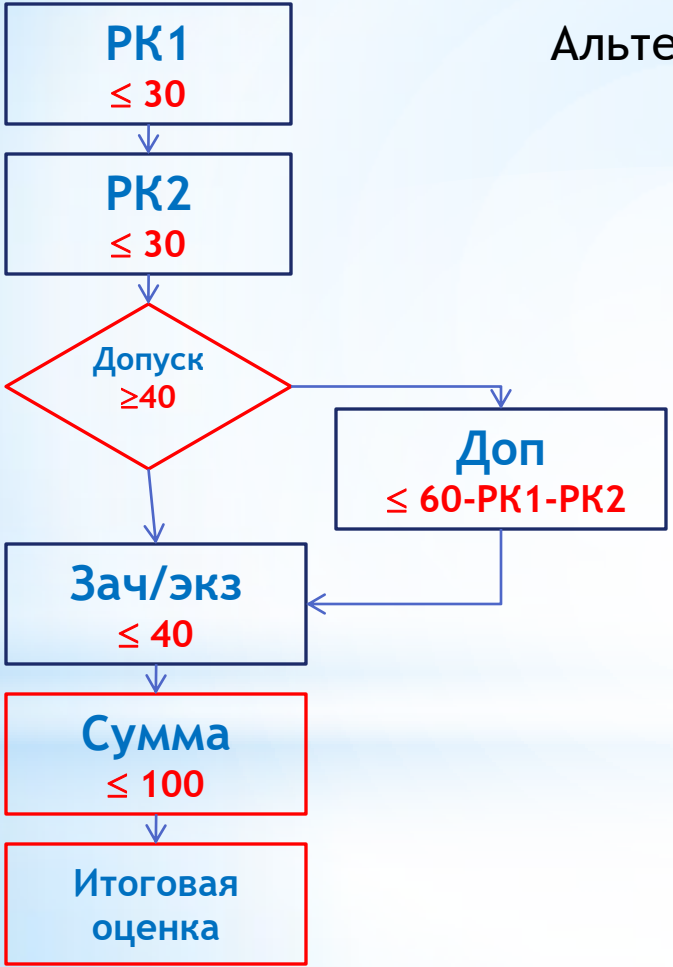 Альте
РК1
≤ 30
РК2
≤ 30
Допуск
≥40
Доп
≤ 60-РК1-РК2
Зач/экз
≤ 40
Сумма
≤ 100
Итоговая
оценка